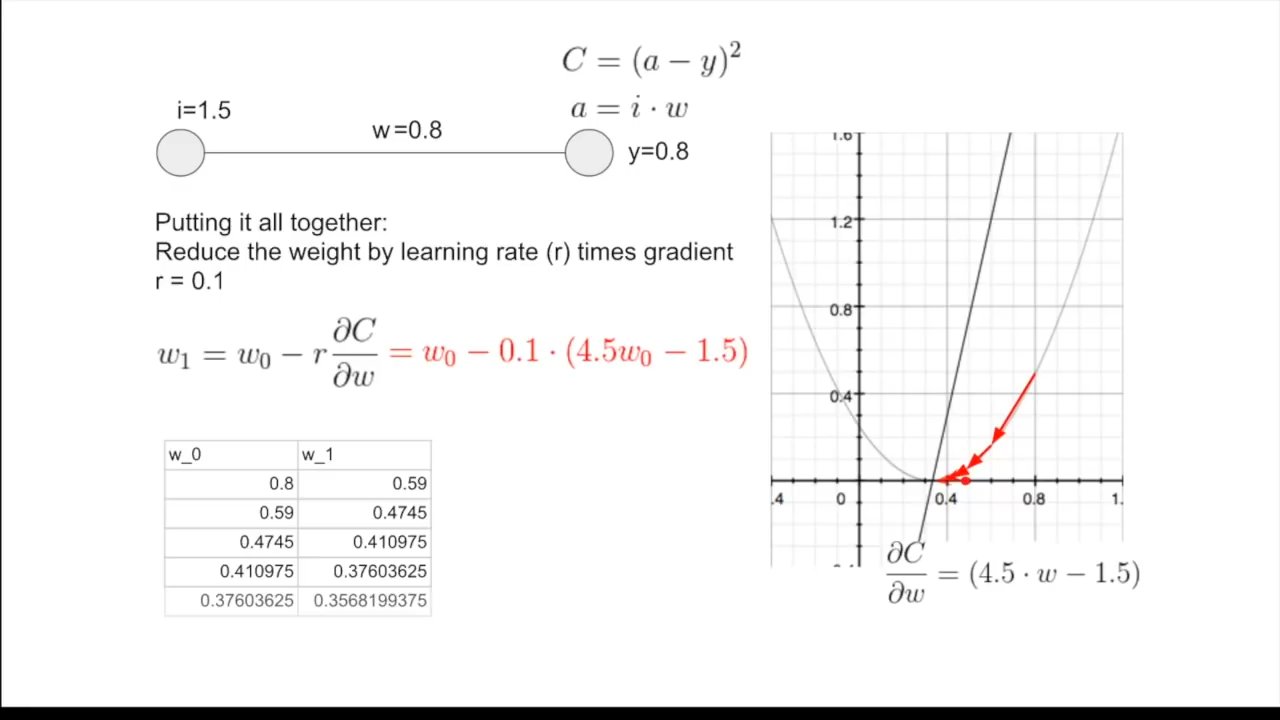 C = (a − y)²
a = i · w
i=1.5
w=0.8
y=0.8
Putting it all together:
Reduce the weight by learning rate (r) times gradient
r = 0.1
w₁ = w₀ − r ∂C/∂w = w₀ − 0.1 · (4.5w₀ − 1.5)
w_0 w_1
0.8 0.59
0.59 0.4745
0.4745 0.410975
0.410975 0.37603625
0.37603625 0.3568199375
1.6
1.2
0.8
0.4
.4 0 0.4 0.8 1.
∂C/∂w = (4.5 · w − 1.5)